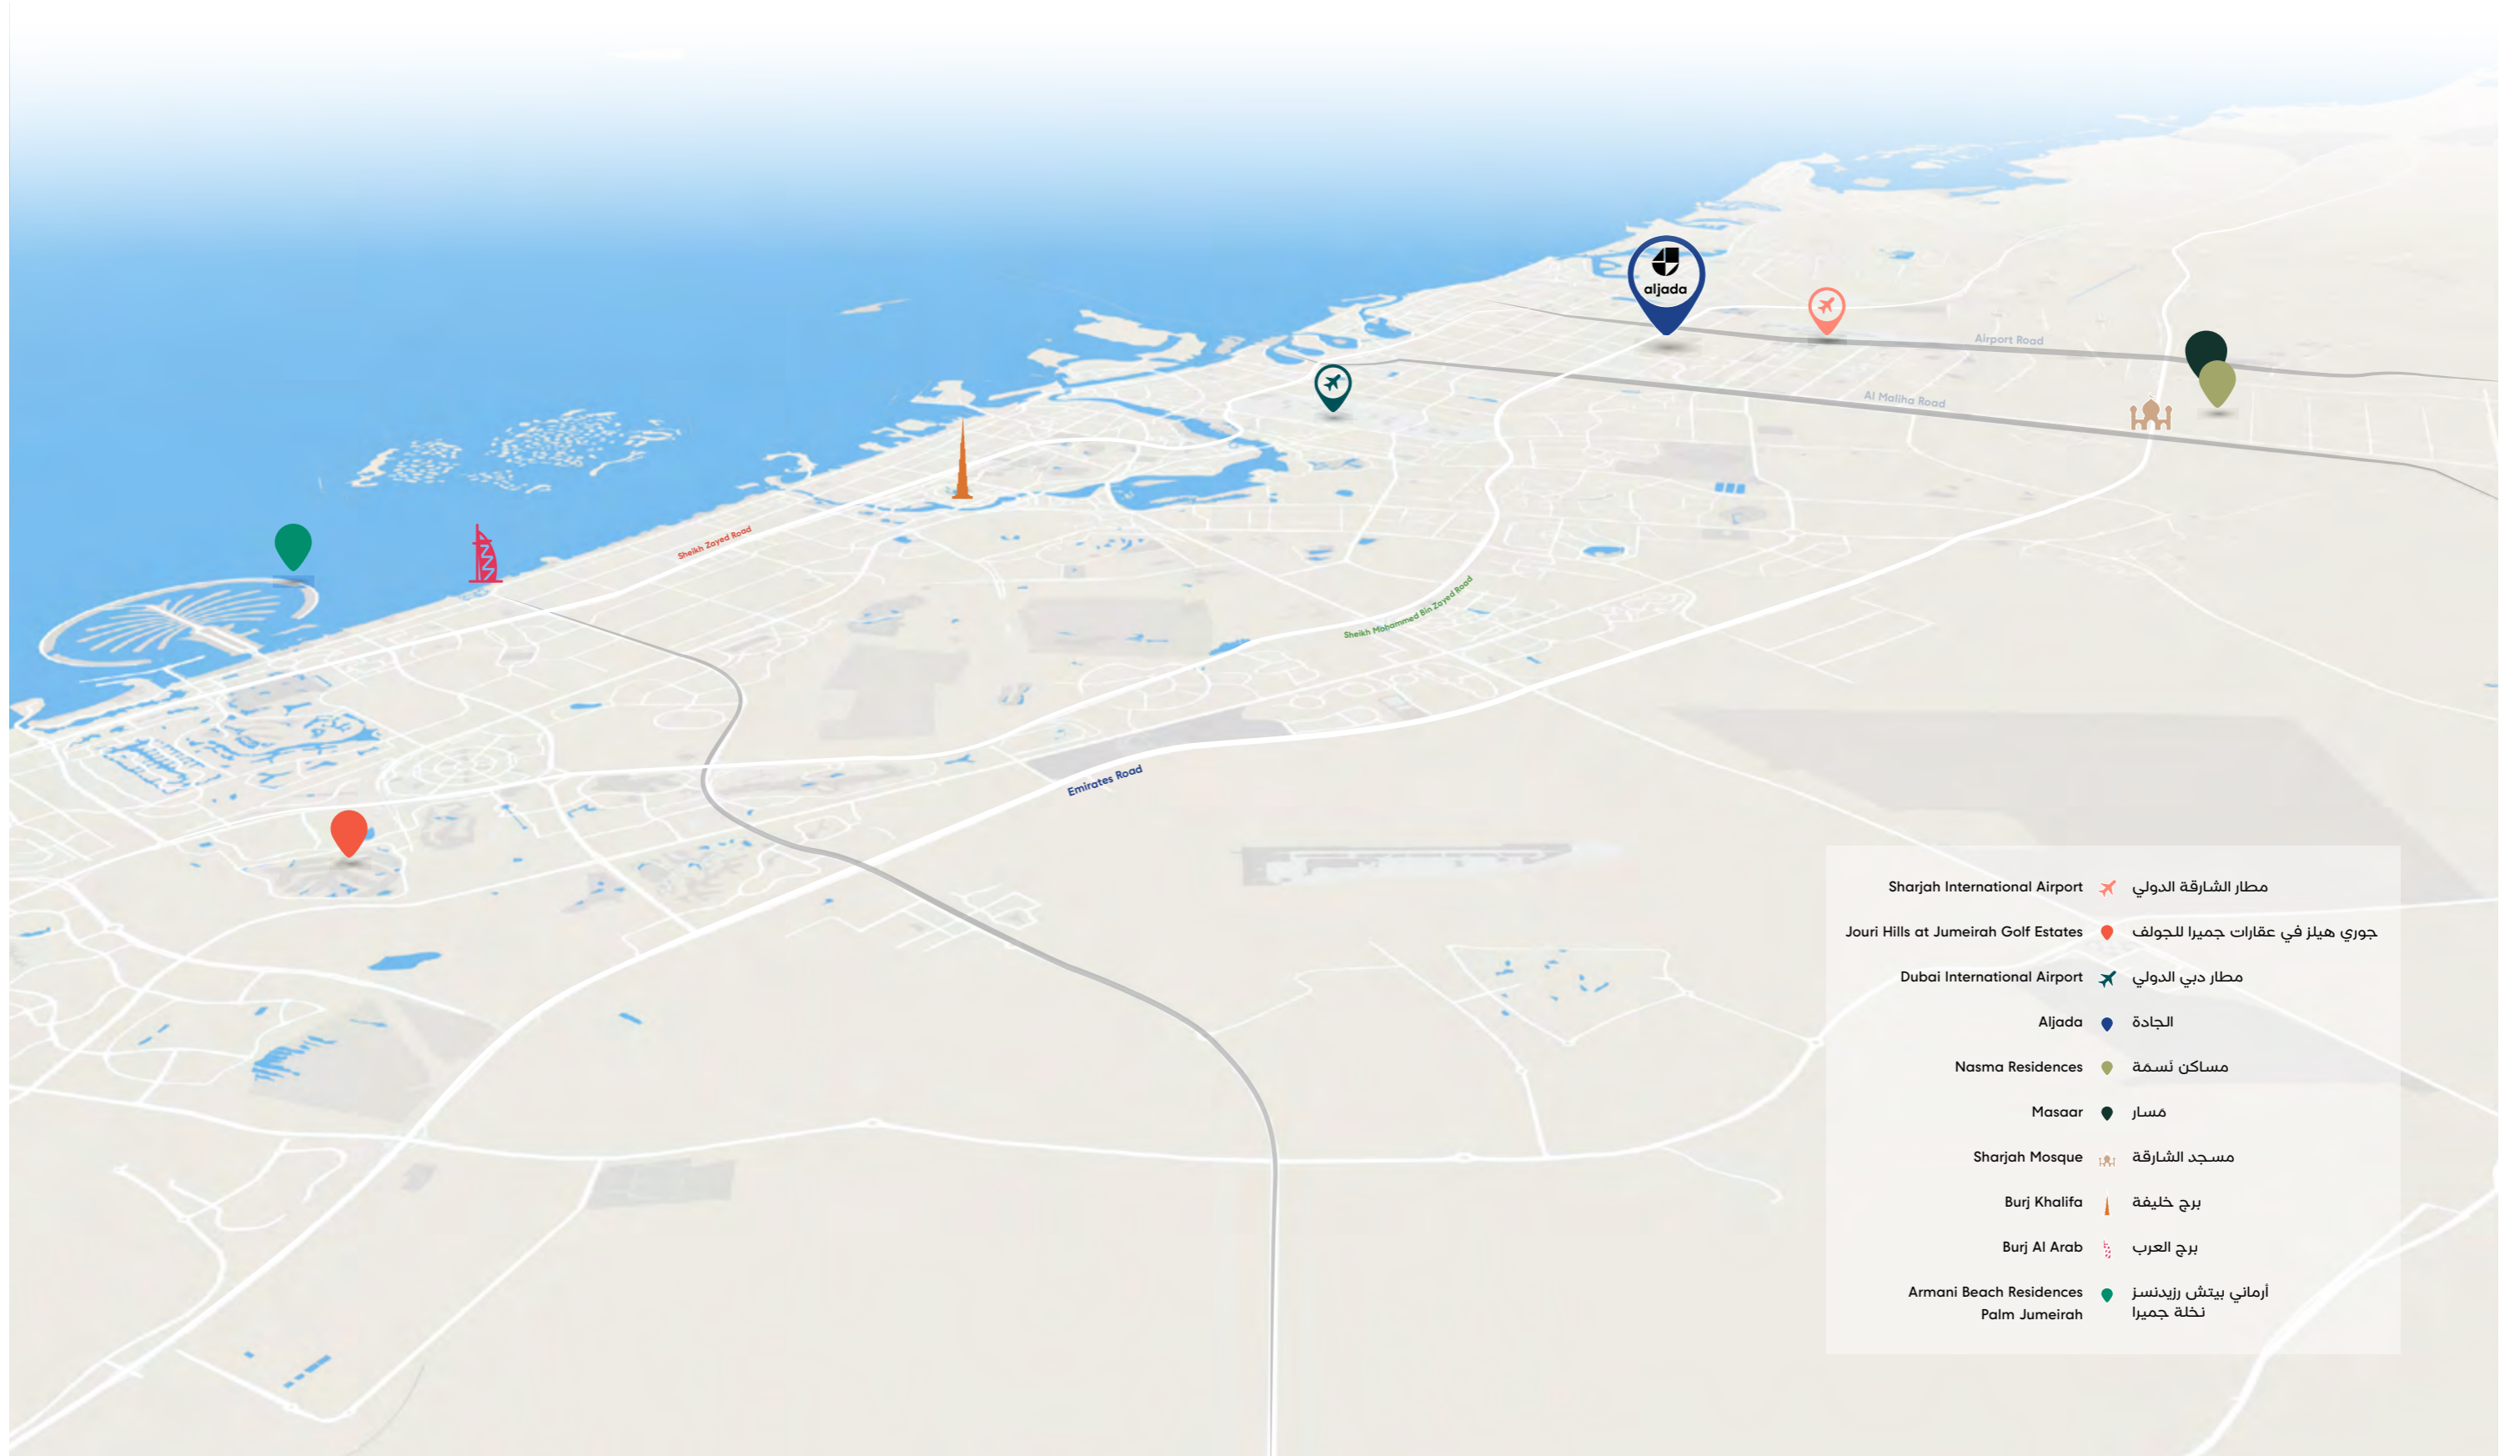 aljada
Airport Road
Al Maliha Road
Sheikh Zayed Road
Sheikh Mohammed Bin Zayed Road
Emirates Road
Sharjah International Airport مطار الشارقة الدولي
Jouri Hills at Jumeirah Golf Estates جوري هيلز في عقارات جميرا للجولف
Dubai International Airport مطار دبي الدولي
Aljada الجادة
Nasma Residences مساكن نَسمَة
Masaar مَسار
Sharjah Mosque مسجد الشارقة
Burj Khalifa برج خليفة
Burj Al Arab برج العرب
Armani Beach Residences أرماني بيتش رزيدنسز
Palm Jumeirah نخلة جميرا